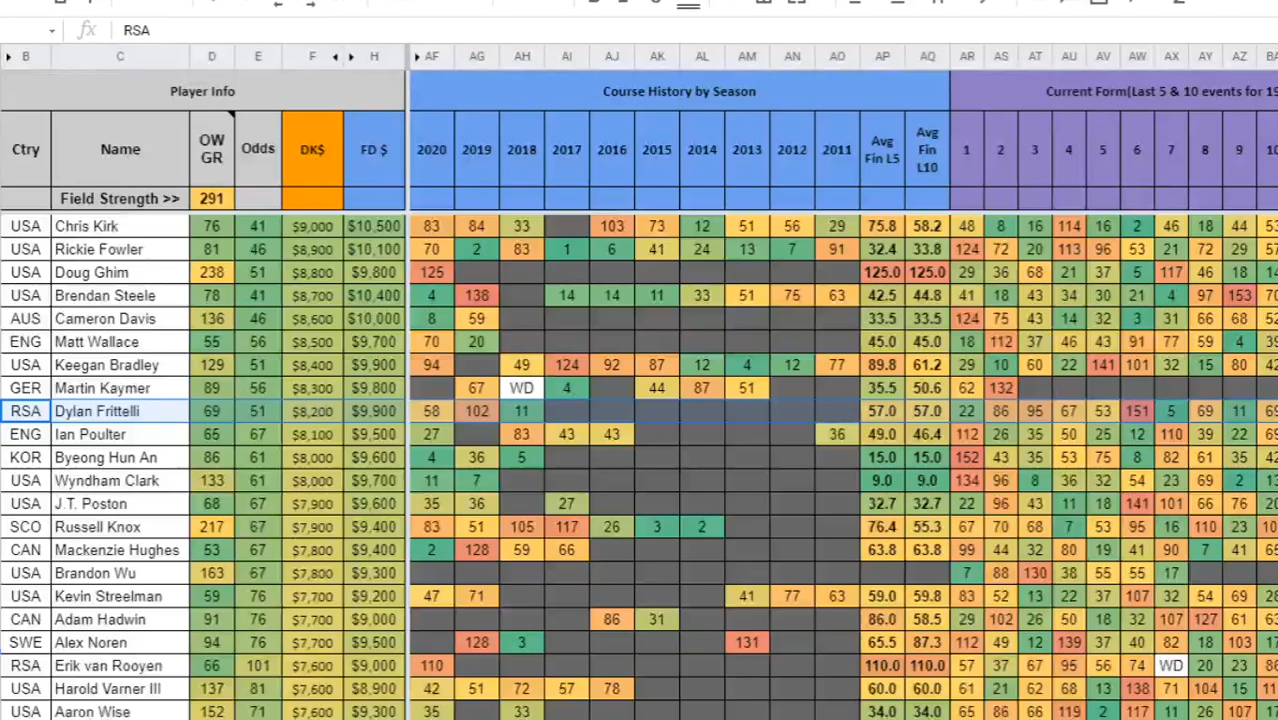 RSA
B C D E F H AF AG AH AI AJ AK AL AM AN AO AP AQ AR AS AT AU AV AW AX AY AZ
Player Info Course History by Season Current Form(Last 5 & 10 events for
Ctry Name OW GR Odds DK$ FD $ 2020 2019 2018 2017 2016 2015 2014 2013 2012 2011 Avg Fin L5 Avg Fin L10 1 2 3 4 5 6 7 8 9
Field Strength >> 291
USA Chris Kirk 76 41 $9,000 $10,500 83 84 33 103 73 12 51 56 29 75.8 58.2 48 8 16 114 16 2 46 18 44
USA Rickie Fowler 81 46 $8,900 $10,100 70 2 83 1 6 41 24 13 7 91 32.4 33.8 124 72 20 113 96 53 21 72 29
USA Doug Ghim 238 51 $8,800 $9,800 125 125.0 125.0 29 36 68 21 37 5 117 46 18
USA Brendan Steele 78 41 $8,700 $10,400 4 138 14 14 11 33 51 75 63 42.5 44.8 41 18 43 34 30 21 4 97 153
AUS Cameron Davis 136 46 $8,600 $10,000 8 59 33.5 33.5 124 75 43 14 32 3 31 66 68
ENG Matt Wallace 55 56 $8,500 $9,700 70 20 45.0 45.0 18 112 37 46 43 91 77 59 4
USA Keegan Bradley 129 51 $8,400 $9,900 94 49 124 92 87 12 4 12 77 89.8 61.2 29 10 60 22 141 101 32 15 80
GER Martin Kaymer 89 56 $8,300 $9,800 67 WD 4 44 87 51 35.5 50.6 62 132
RSA Dylan Frittelli 69 51 $8,200 $9,900 58 102 11 57.0 57.0 22 86 95 67 53 151 5 69 11
ENG Ian Poulter 65 67 $8,100 $9,500 27 83 43 43 36 49.0 46.4 112 26 35 50 25 12 110 39 22
KOR Byeong Hun An 86 61 $8,000 $9,600 4 36 5 15.0 15.0 152 43 35 53 75 8 82 61 35
USA Wyndham Clark 133 61 $8,000 $9,700 11 7 9.0 9.0 134 96 8 36 32 54 23 69 2
USA J.T. Poston 68 67 $7,900 $9,600 35 36 27 32.7 32.7 22 96 43 11 18 141 101 66 76
SCO Russell Knox 217 67 $7,900 $9,400 83 51 105 117 26 3 2 76.4 55.3 67 70 68 7 53 95 16 110 23
CAN Mackenzie Hughes 53 67 $7,800 $9,400 2 128 59 66 63.8 63.8 99 44 32 80 19 41 90 7 41
USA Brandon Wu 163 67 $7,800 $9,300 7 88 130 38 55 55 17
USA Kevin Streelman 59 76 $7,700 $9,200 47 71 41 77 63 59.0 59.8 83 52 13 22 37 107 32 54 69
CAN Adam Hadwin 91 76 $7,700 $9,000 86 31 86.0 58.5 29 102 26 50 18 32 107 127 61
SWE Alex Noren 94 76 $7,700 $9,500 128 3 131 65.5 87.3 112 49 12 139 37 40 82 18 103
RSA Erik van Rooyen 66 101 $7,600 $9,000 110 110.0 110.0 57 37 67 95 56 74 WD 20 23
USA Harold Varner III 137 81 $7,600 $8,900 42 51 72 57 78 60.0 60.0 61 21 62 68 13 138 71 104 15
USA Aaron Wise 152 71 $7,600 $9,300 35 33 34.0 34.0 65 86 66 119 2 117 11 26 107